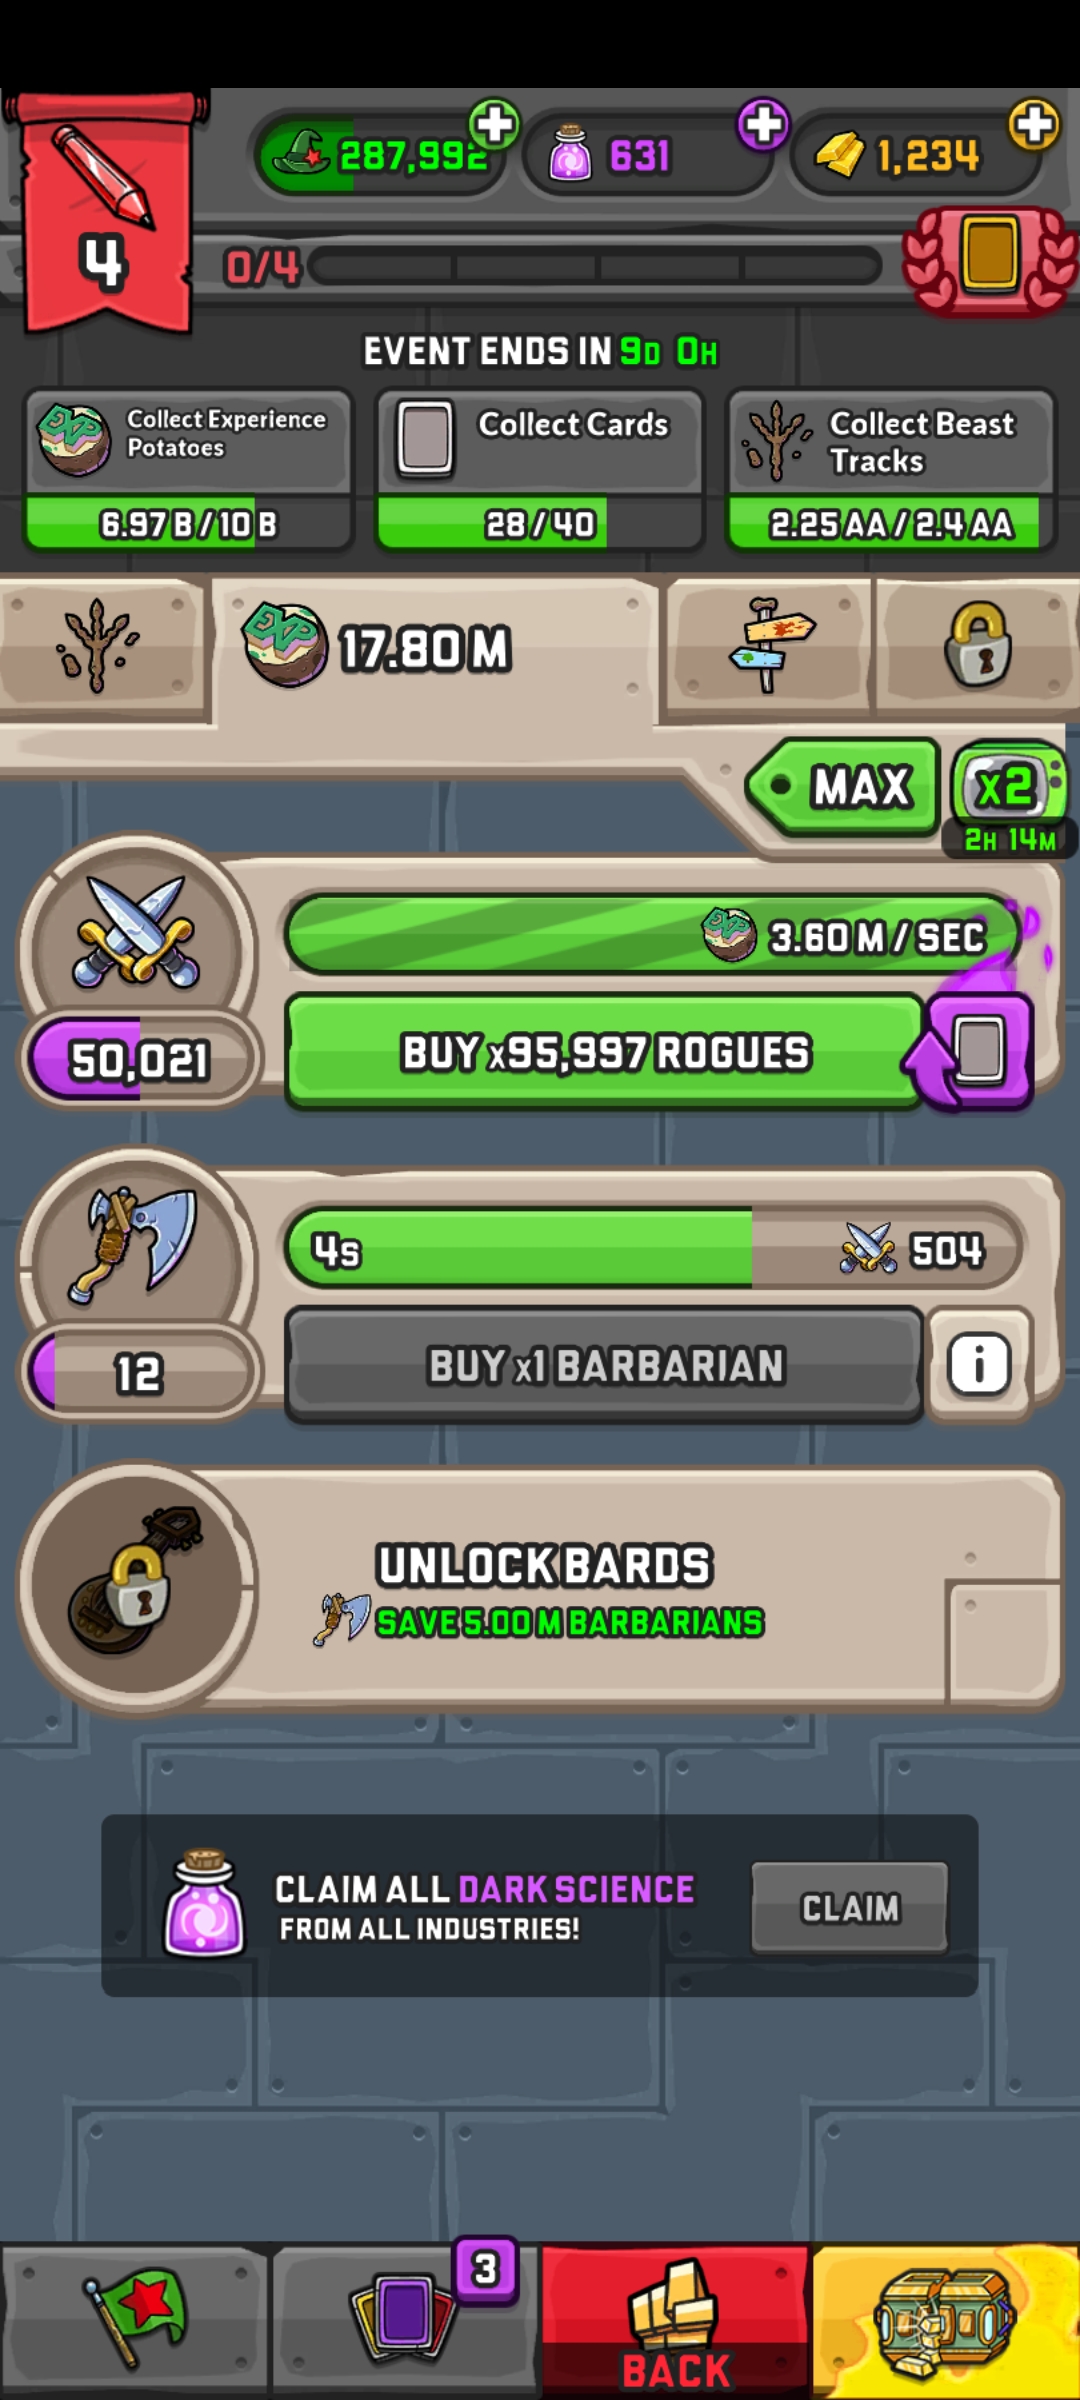 287,992
631
1,234
4
0/4
EVENT ENDS IN 9D 0H
Collect Experience
Potatoes
6.97 B / 10 B
Collect Cards
28 / 40
Collect Beast
Tracks
2.25 AA / 2.4 AA
EXP
17.80 M
MAX
x2
2H 14M
EXP
3.60 M / SEC
50,021
BUY x95,997 ROGUES
4s
504
12
BUY x1 BARBARIAN
i
UNLOCK BARDS
SAVE 5.00 M BARBARIANS
CLAIM ALL DARK SCIENCE
FROM ALL INDUSTRIES!
CLAIM
3
BACK